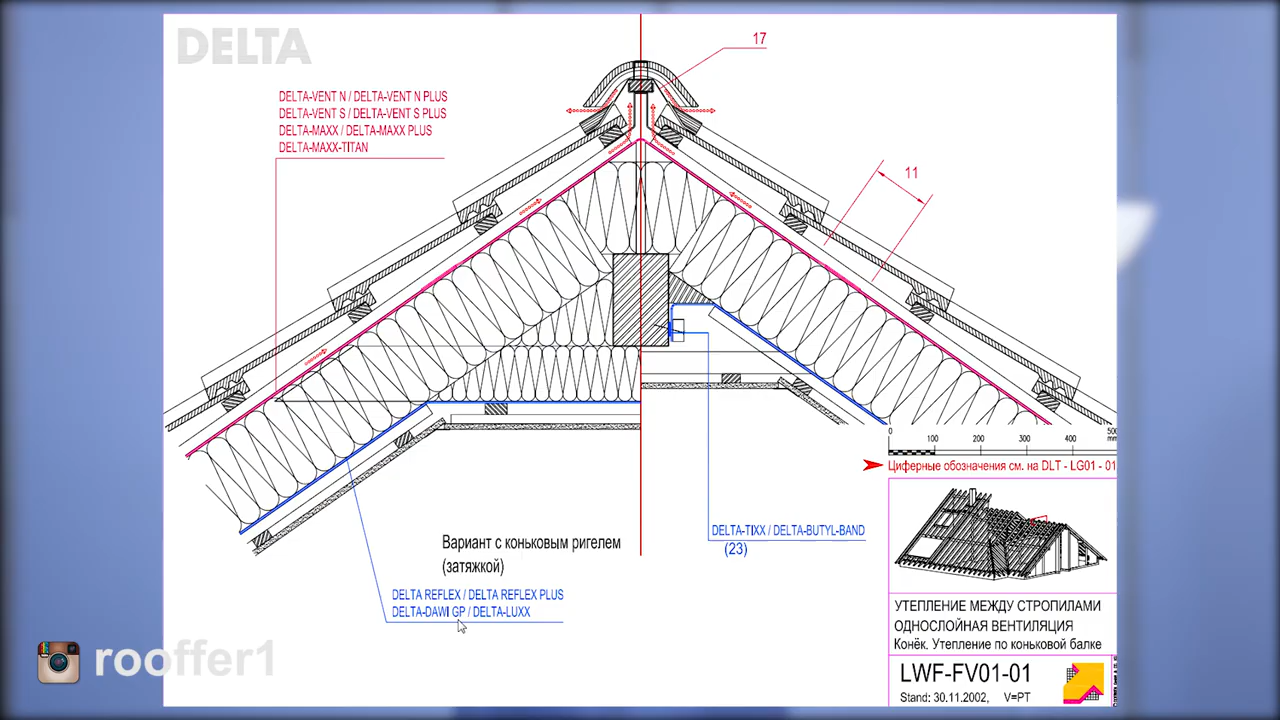 DELTA
17
DELTA-VENT N / DELTA-VENT N PLUS
DELTA-VENT S / DELTA-VENT S PLUS
DELTA-MAXX / DELTA-MAXX PLUS
DELTA-MAXX-TITAN
11
0 100 200 300 400 500
mm
Циферные обозначения см. на DLT - LG01 - 01
DELTA-TIXX / DELTA-BUTYL-BAND
(23)
Вариант с коньковым ригелем
(затяжкой)
DELTA REFLEX / DELTA REFLEX PLUS
DELTA-DAWI GP / DELTA-LUXX
УТЕПЛЕНИЕ МЕЖДУ СТРОПИЛАМИ
ОДНОСЛОЙНАЯ ВЕНТИЛЯЦИЯ
Конёк. Утепление по коньковой балке
LWF-FV01-01
Stand: 30.11.2002, V=PT
rooffer1